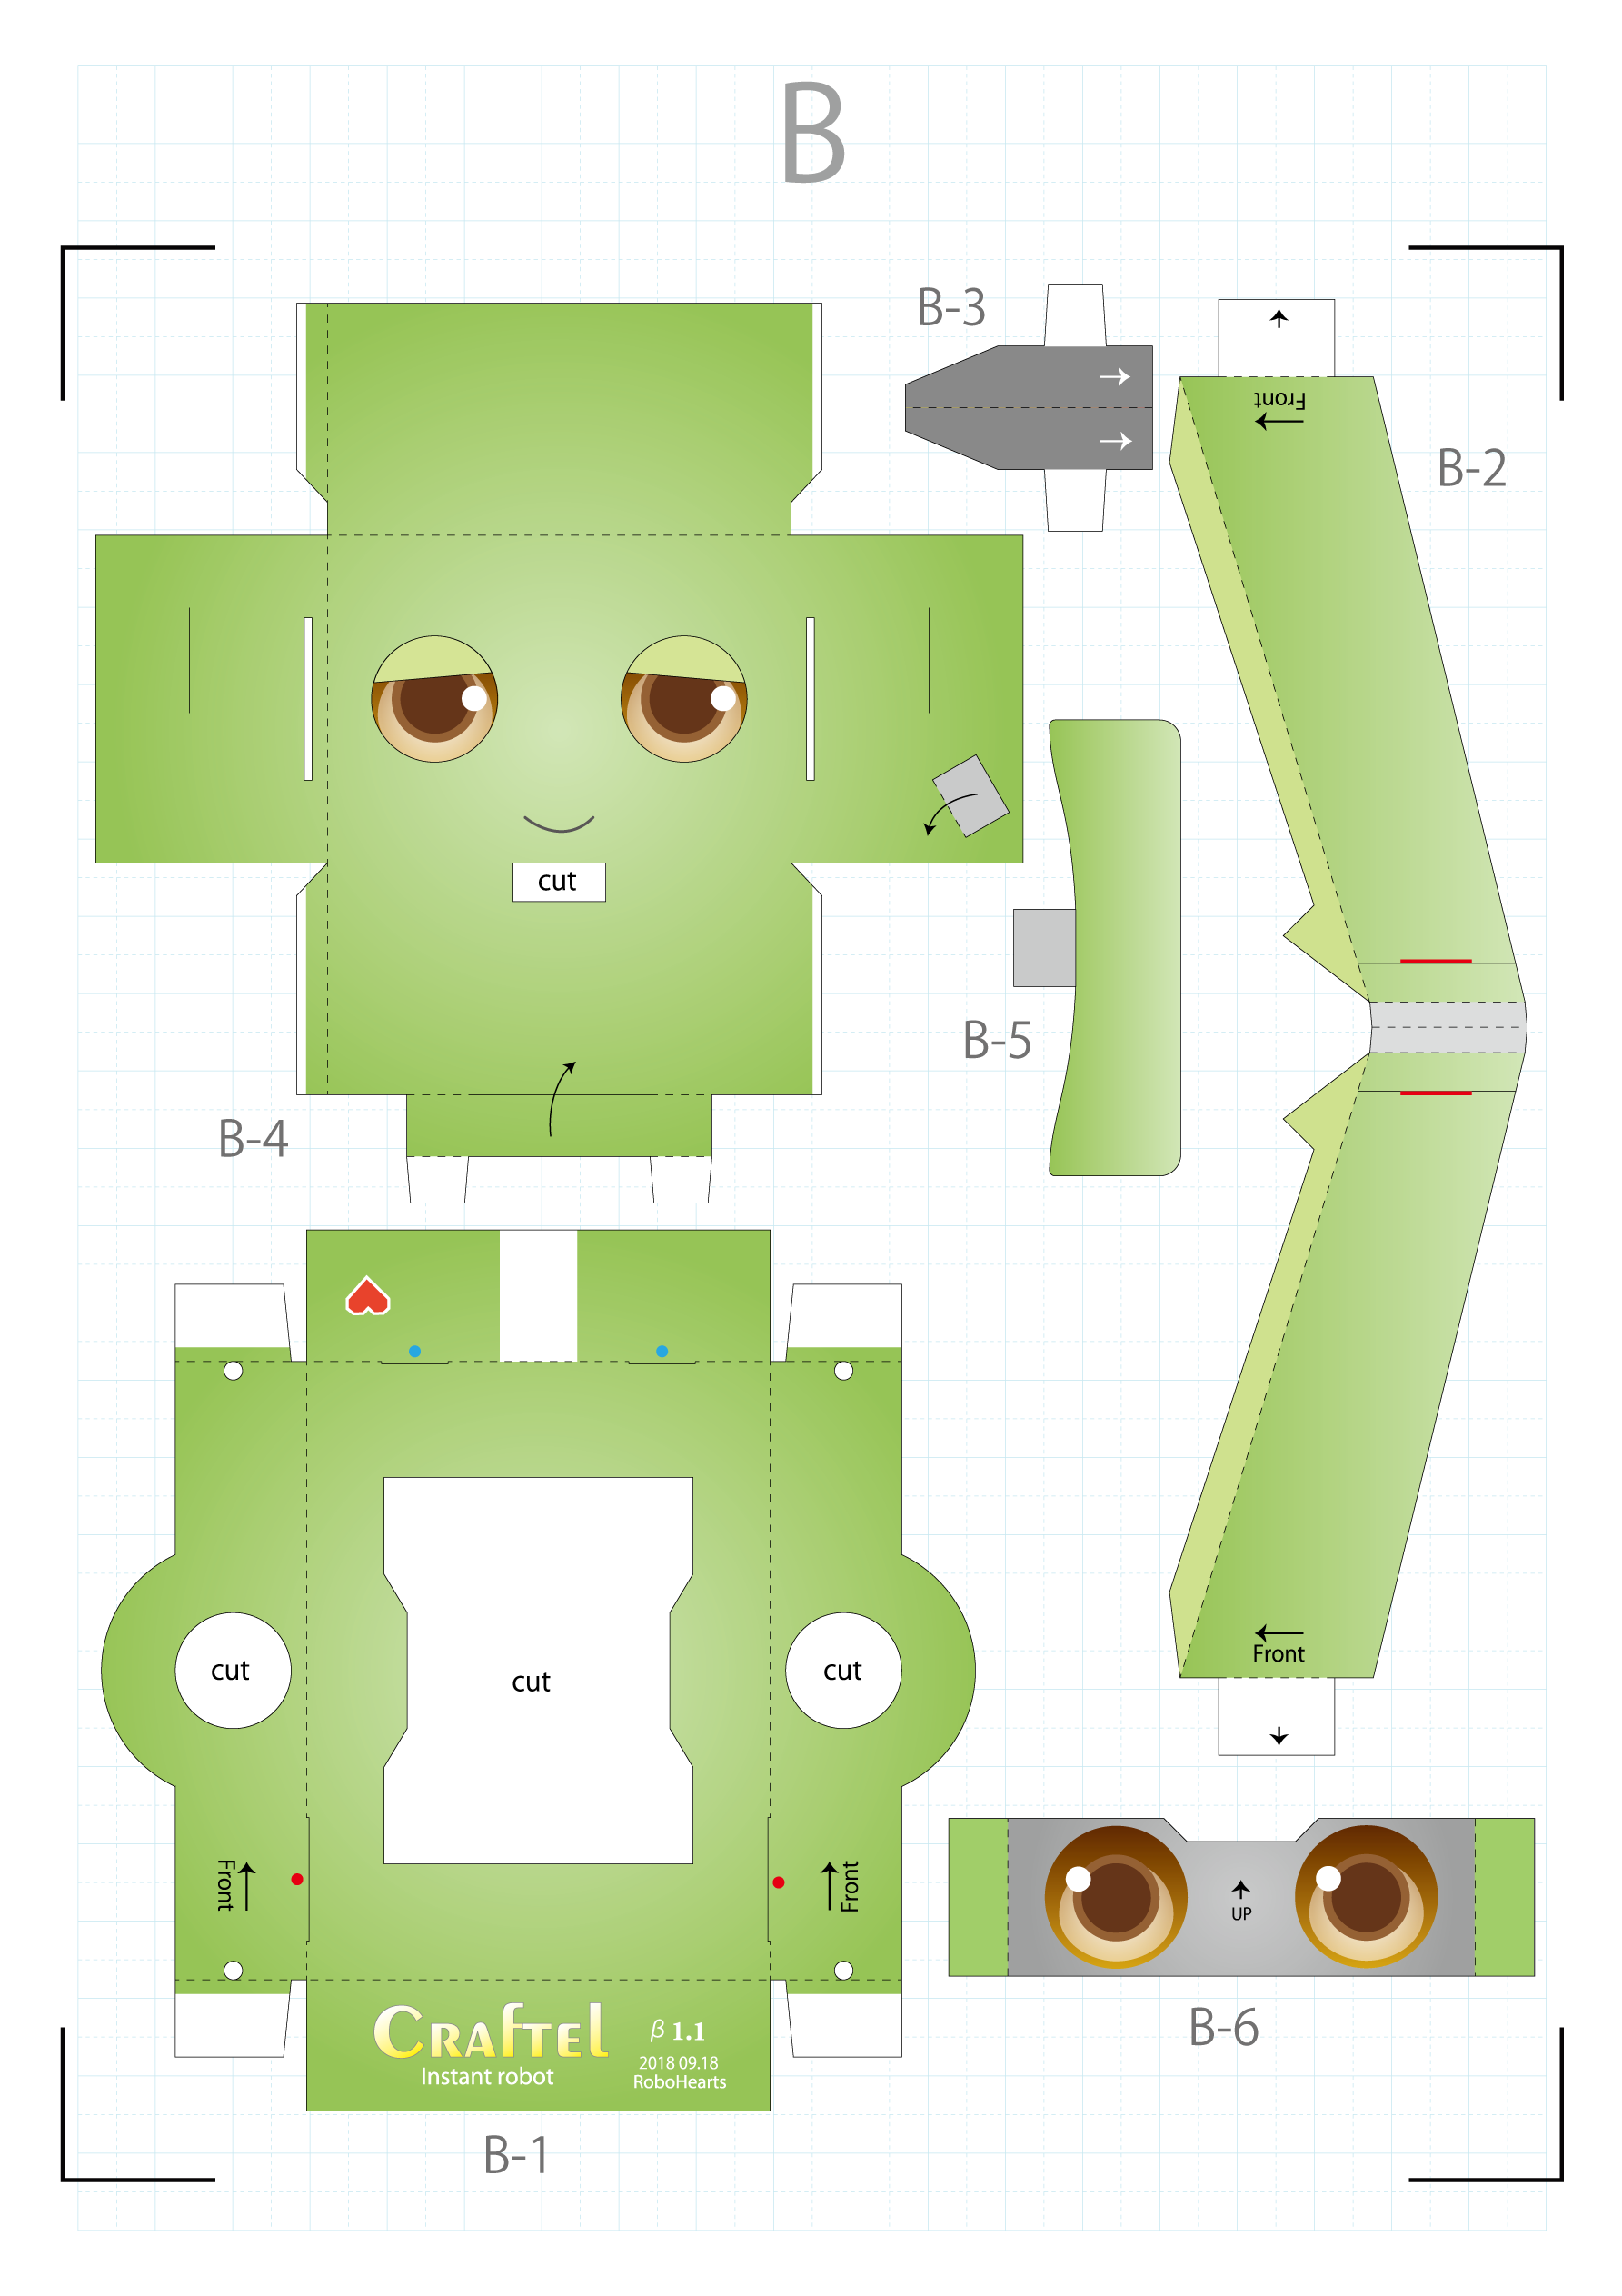 B
B-3
Front
B-2
cut
B-5
B-4
cut
cut
cut
Front
Front
Front
UP
CRAFTEL
Instant robot
β 1.1
2018 09.18
RoboHearts
B-6
B-1